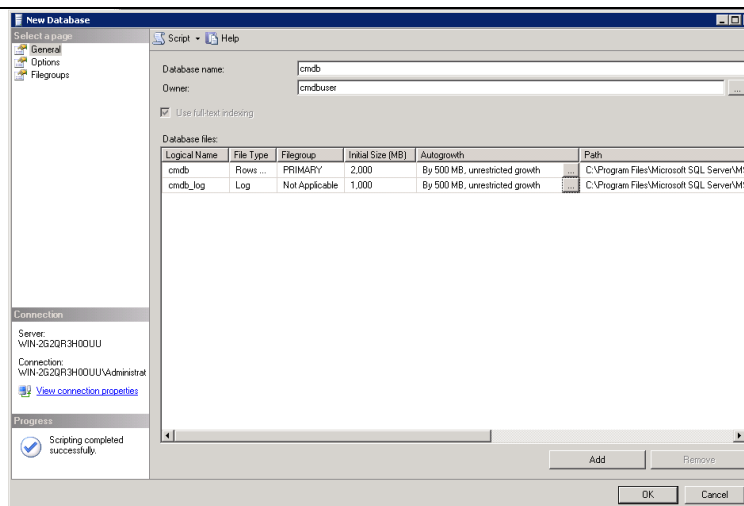 New Database
Select a page
General
Options
Filegroups
Script Help
Database name: cmdb
Owner: cmdbuser ...
Use full-text indexing
Database files:
Logical Name File Type Filegroup Initial Size (MB) Autogrowth Path
cmdb Rows ... PRIMARY 2,000 By 500 MB, unrestricted growth ... C:\Program Files\Microsoft SQL Server\MS
cmdb_log Log Not Applicable 1,000 By 500 MB, unrestricted growth ... C:\Program Files\Microsoft SQL Server\MS
Connection
Server:
WIN-2G2QR3H0OUU
Connection:
WIN-2G2QR3H0OUU\Administrat
View connection properties
Progress
Scripting completed
successfully.
Add Remove
OK Cancel